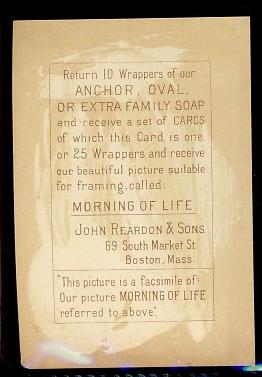 Return 10 Wrappers of our
ANCHOR, OVAL,
OR EXTRA FAMILY SOAP
and receive a set of CARDS
of which this Card is one.
or 25 Wrappers and receive
our beautiful picture suitable
for framing, called:
MORNING OF LIFE
JOHN REARDON & SONS
69 South Market St.
Boston, Mass.
"This picture is a facsimile of
Our picture MORNING OF LIFE
referred to above".